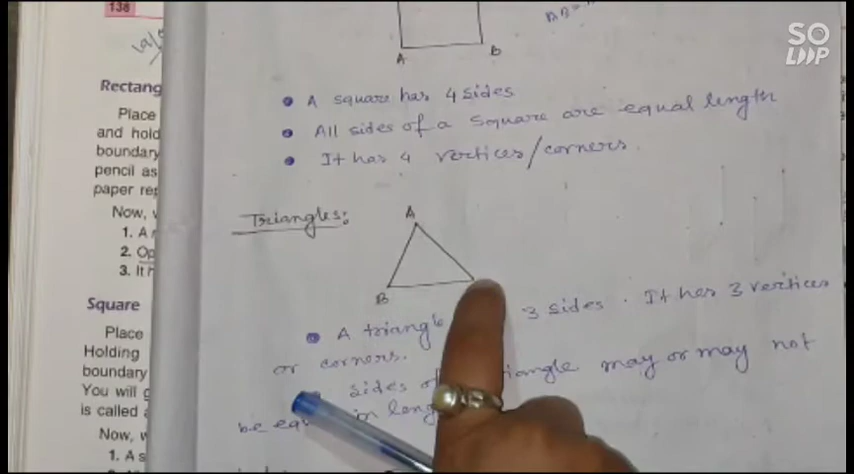 138
SO
LOOP
A
B
Rectang
Place
and hold
boundary
pencil as
paper rep
Now,
1. A
2. Op
3. It h
Square
Place
Holding
boundary
You will g
is called a
Now, w
1. A s
• A square has 4 sides
• All sides of a square are equal length
• It has 4 vertices/corners.
Triangles:
A
B
• A triangle 3 sides. It has 3 vertices
or corners.
sides of triangle may or may not
be equ in leng